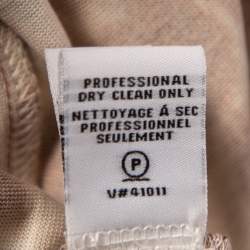 PROFESSIONAL
DRY CLEAN ONLY
NETTOYAGE Á SEC
PROFESSIONNEL
SEULEMENT
P
V#41011